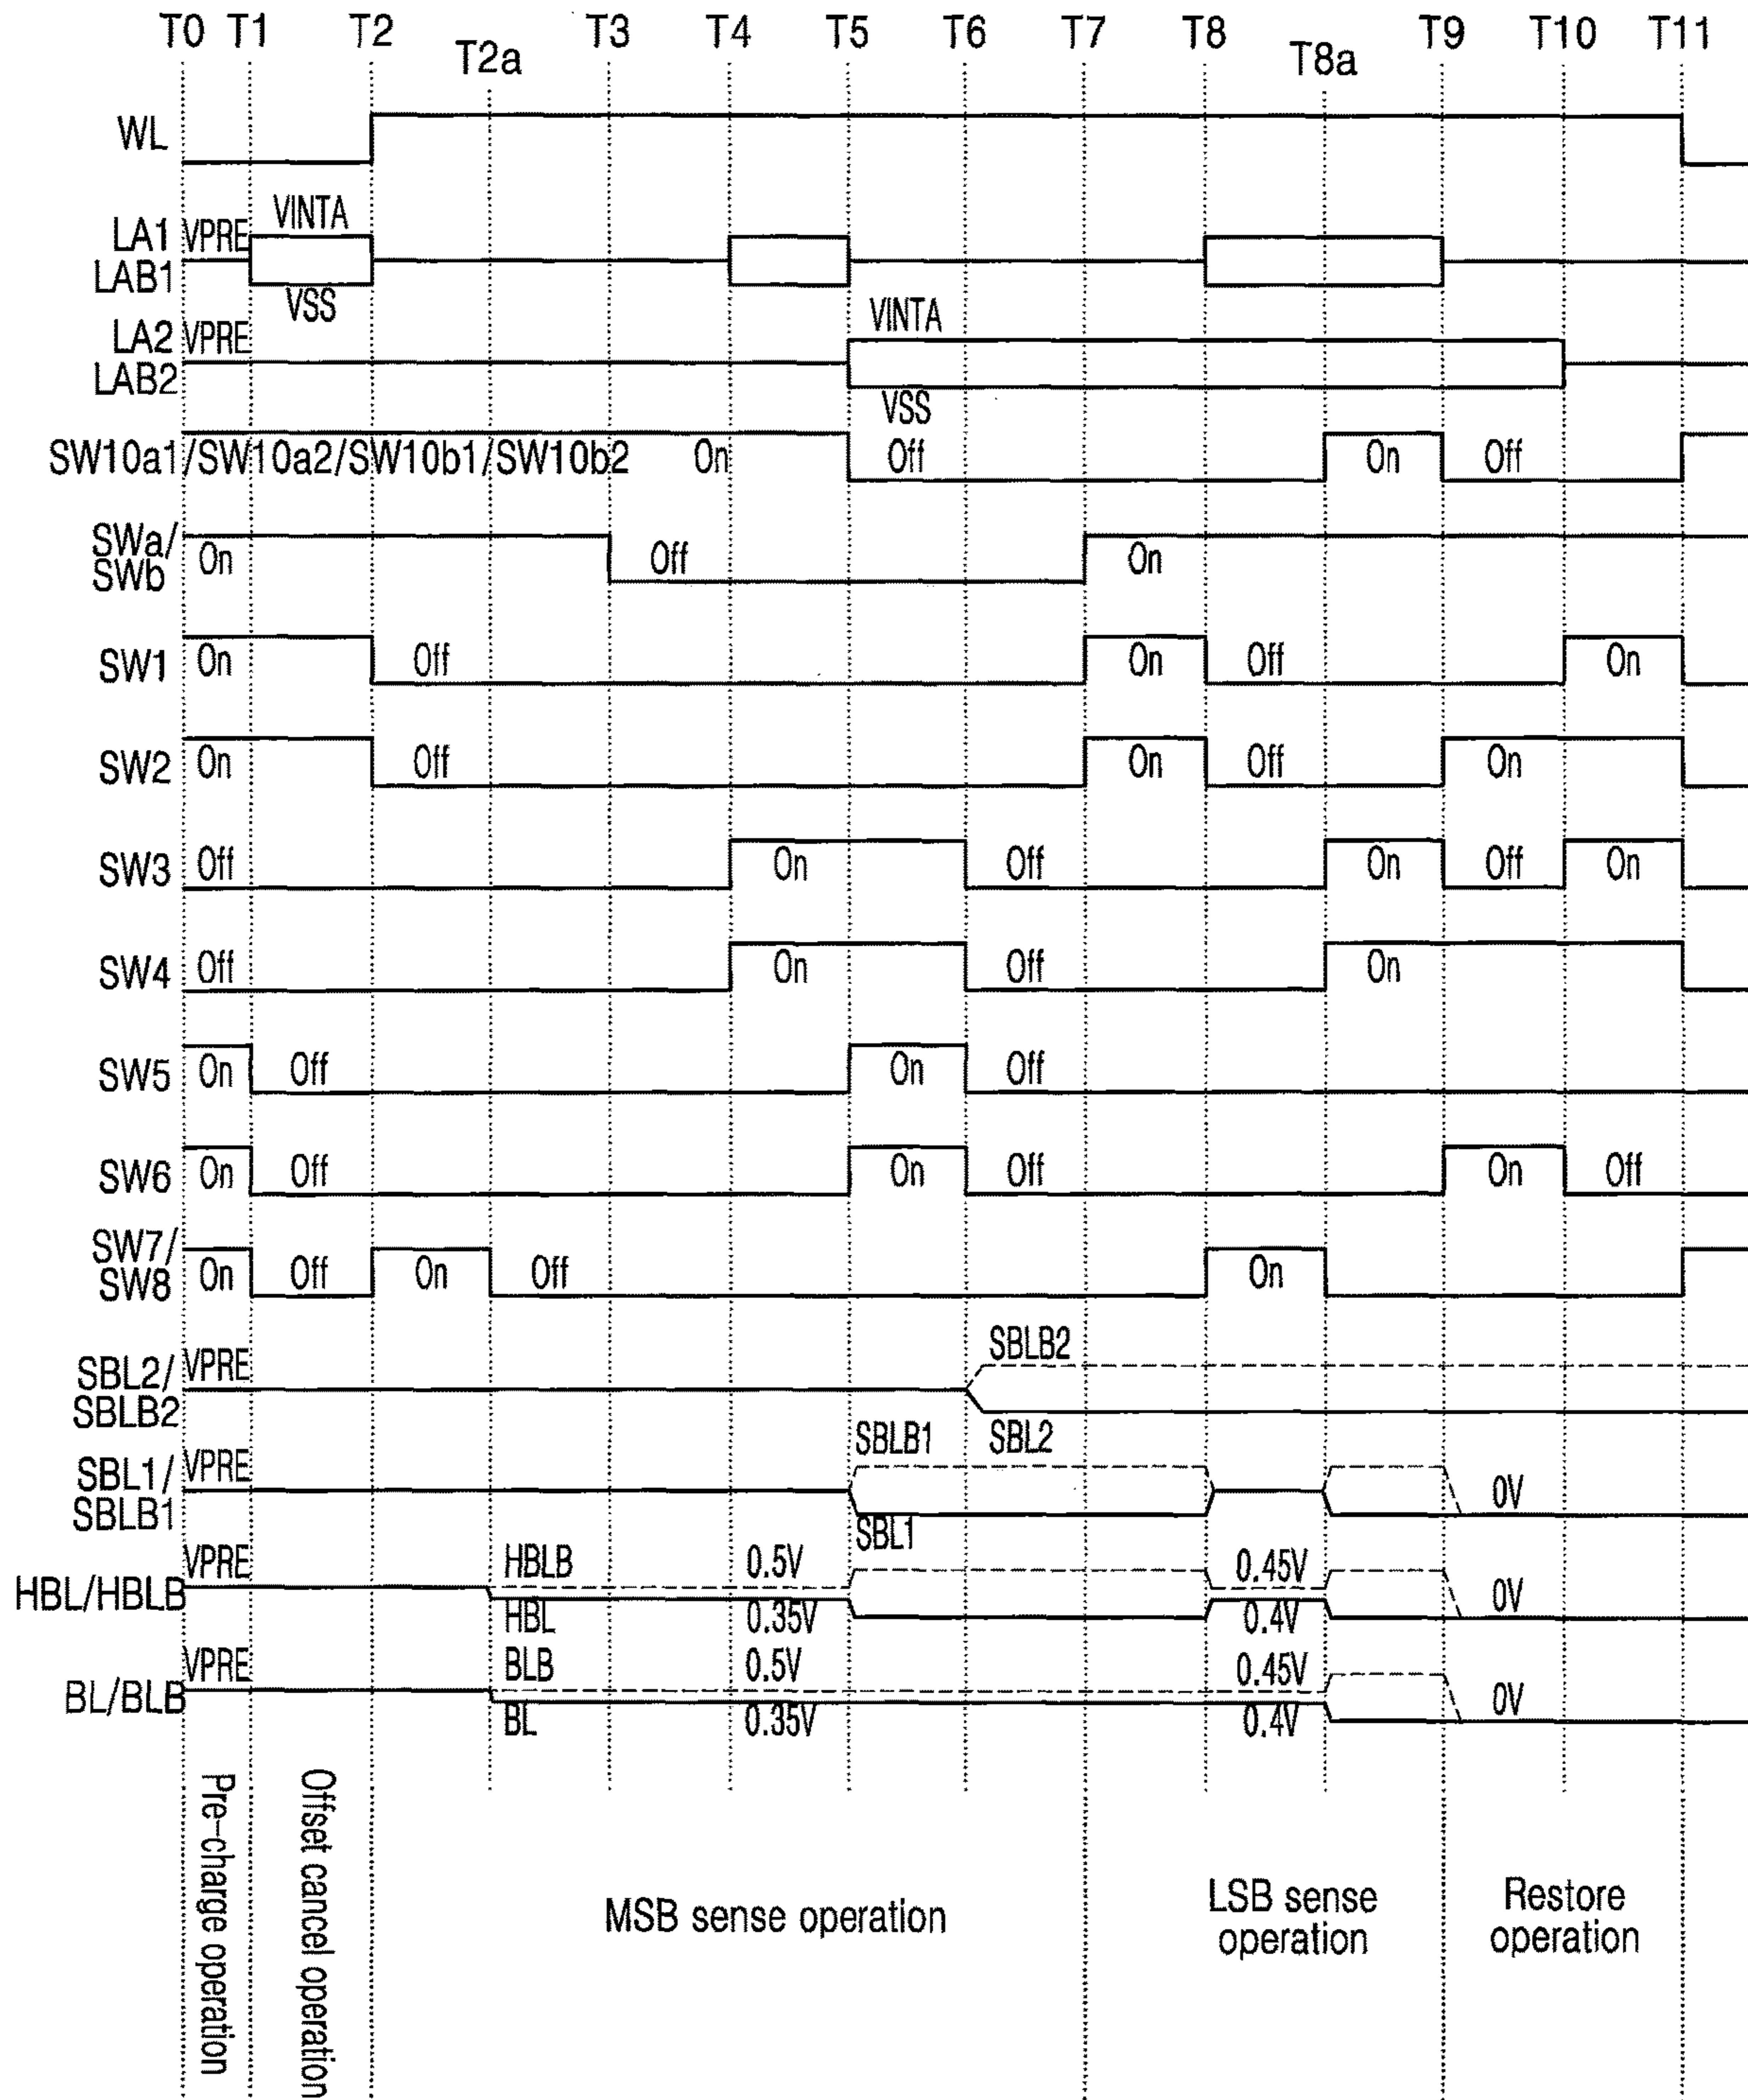 T0 T1 T2 T2a T3 T4 T5 T6 T7 T8 T8a T9 T10 T11
WL
VINTA
LA1 VPRE
LAB1
VSS
LA2 VPRE VINTA
LAB2
VSS
SW10a1/SW10a2/SW10b1/SW10b2 On Off On Off
SWa/
SWb On Off On
SW1 On Off On Off On
SW2 On Off On Off On
SW3 Off On Off On Off On
SW4 Off On Off On
SW5 On Off On Off
SW6 On Off On Off On Off
SW7/
SW8 On Off On Off On
SBL2/ VPRE SBLB2
SBLB2
SBLB1 SBL2
SBL1/ VPRE
SBLB1 0V
SBL1
VPRE HBLB 0.5V 0.45V
HBL/HBLB 0V
HBL 0.35V 0.4V
VPRE BLB 0.5V 0.45V
BL/BLB 0V
BL 0.35V 0.4V
Pre-charge operation
Offset cancel operation
MSB sense operation
LSB sense
operation
Restore
operation